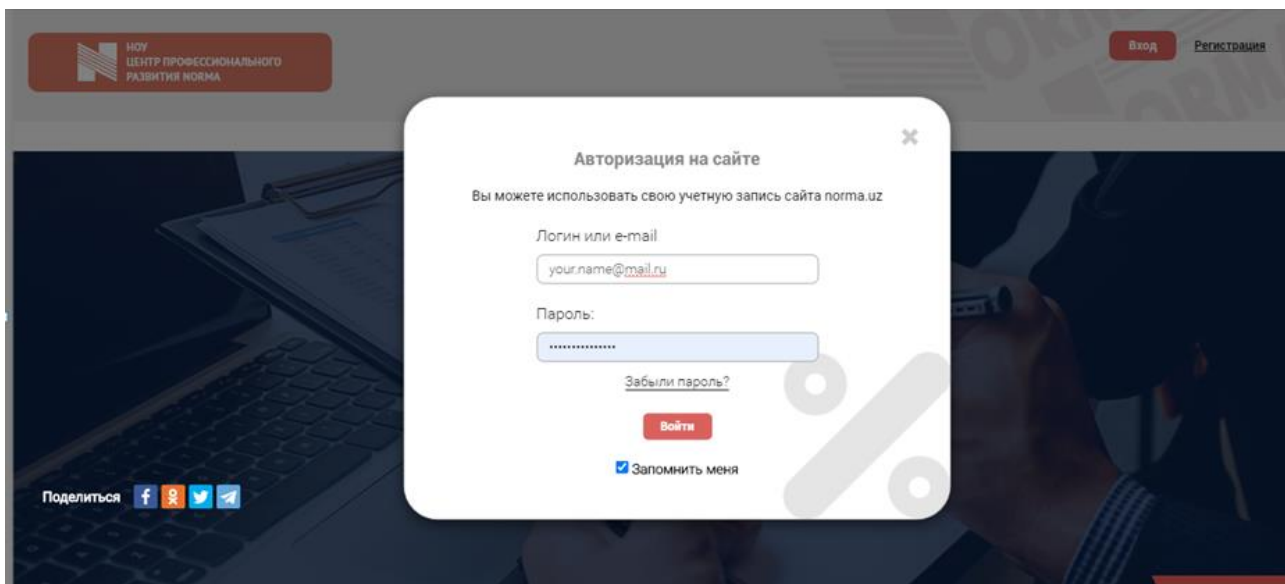 НОУ
ЦЕНТР ПРОФЕССИОНАЛЬНОГО
РАЗВИТИЯ NORMA
Вход
Регистрация
Авторизация на сайте
Вы можете использовать свою учетную запись сайта norma.uz
Логин или e-mail
your.name@mail.ru
Пароль:
•••••••••••••••
Забыли пароль?
Войти
Запомнить меня
Поделиться